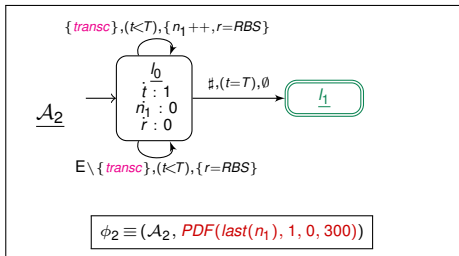 {transc},(t<T),{n₁++,r=RBS}
l₀
ṫ : 1
ṅ₁ : 0
ṙ : 0
𝒜₂
♯,(t=T),∅
l₁
E\{transc},(t<T),{r=RBS}
ϕ₂ ≡ (𝒜₂, PDF(last(n₁), 1, 0, 300))